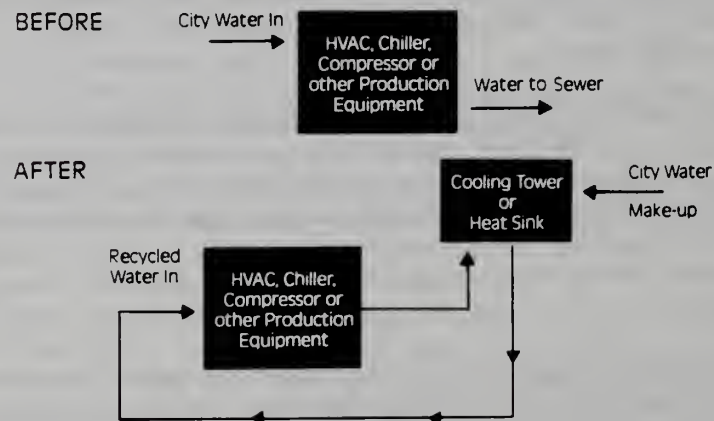 BEFORE
City Water In
HVAC, Chiller,
Compressor or
other Production
Equipment
Water to Sewer
AFTER
Cooling Tower
or
Heat Sink
City Water
Make-up
Recycled
Water In
HVAC, Chiller,
Compressor or
other Production
Equipment